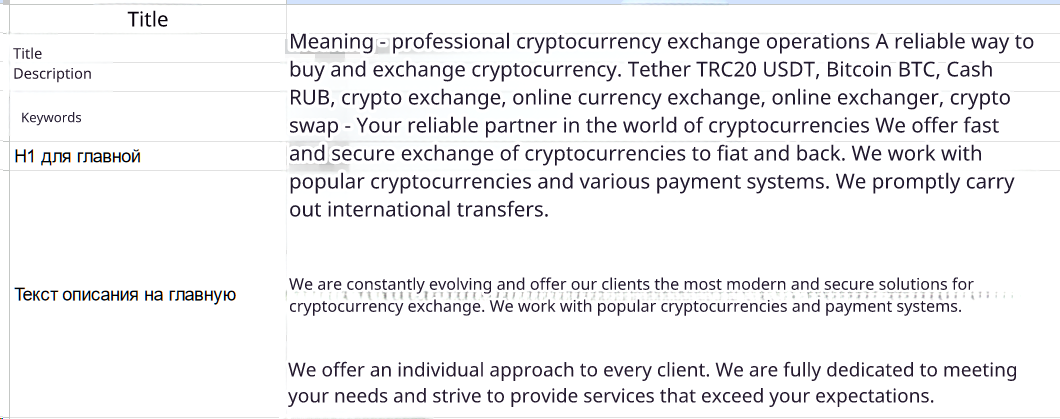 Title
Title
Description
Keywords
H1 для главной
Текст описания на главную
Meaning - professional cryptocurrency exchange operations A reliable way to
buy and exchange cryptocurrency. Tether TRC20 USDT, Bitcoin BTC, Cash
RUB, crypto exchange, online currency exchange, online exchanger, crypto
swap - Your reliable partner in the world of cryptocurrencies We offer fast
and secure exchange of cryptocurrencies to fiat and back. We work with
popular cryptocurrencies and various payment systems. We promptly carry
out international transfers.
We are constantly evolving and offer our clients the most modern and secure solutions for
cryptocurrency exchange. We work with popular cryptocurrencies and payment systems.
We offer an individual approach to every client. We are fully dedicated to meeting
your needs and strive to provide services that exceed your expectations.